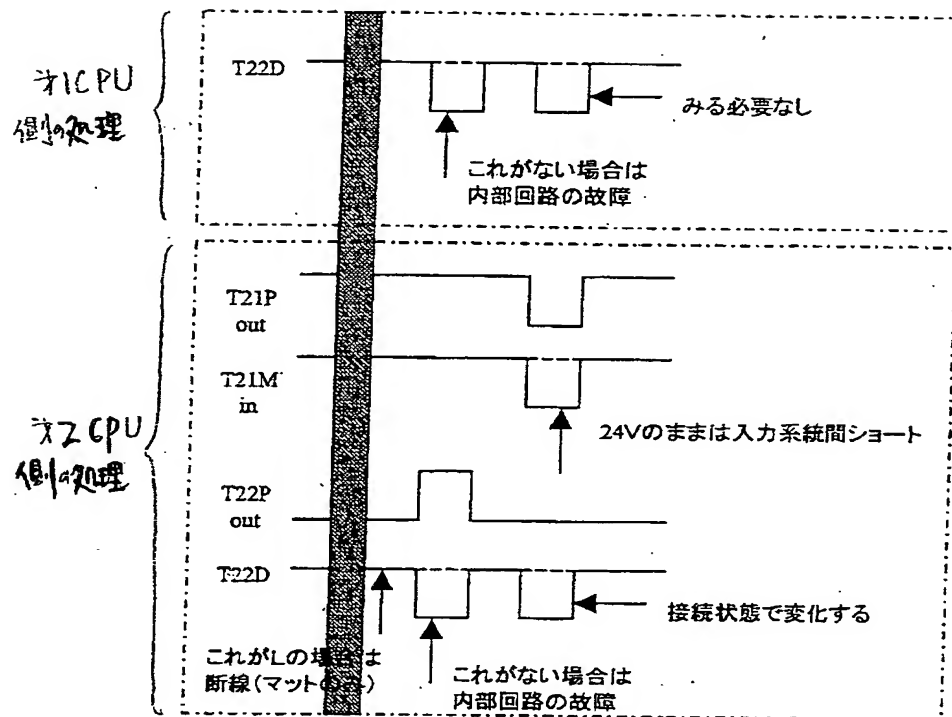 オ1CPU
側の処理
T22D
みる必要なし
これがない場合は
内部回路の故障
オ2CPU
側の処理
T21P
out
T21M
in
24Vのままは入力系統間ショート
T22P
out
T22D
接続状態で変化する
これがLの場合は
断線(マットのみ)
これがない場合は
内部回路の故障